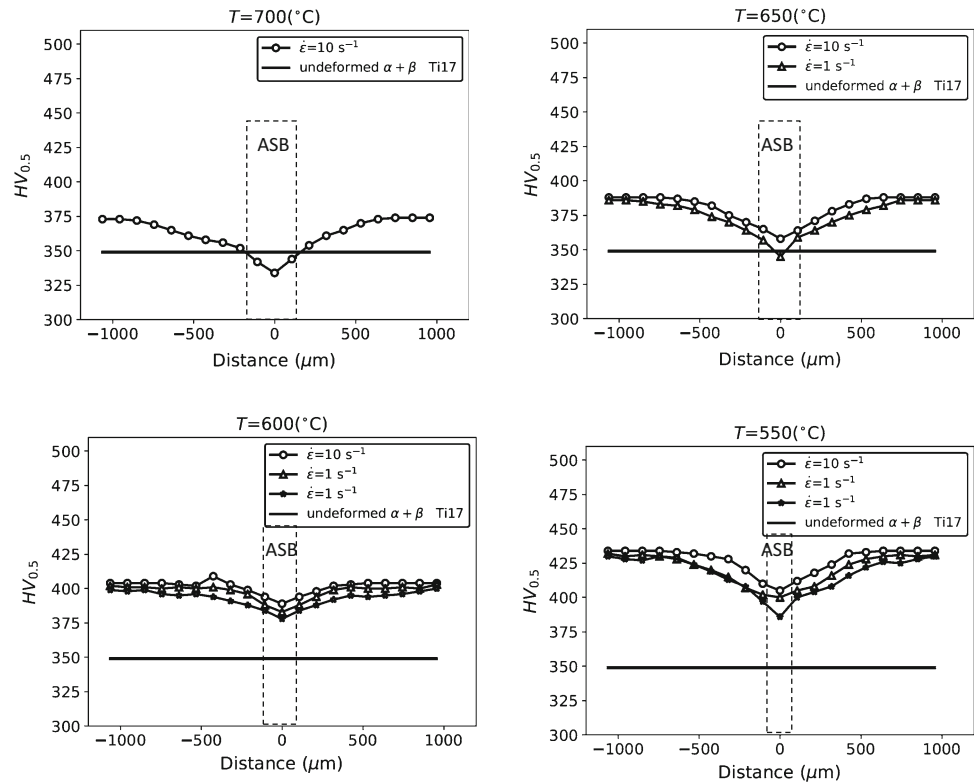 T=700(°C)
ε̇=10 s⁻¹
undeformed α + β Ti17
ASB
HV₀.₅
500
475
450
425
400
375
350
325
300
−1000
−500
0
500
1000
Distance (μm)
T=650(°C)
ε̇=10 s⁻¹
ε̇=1 s⁻¹
undeformed α + β Ti17
ASB
HV₀.₅
500
475
450
425
400
375
350
325
300
−1000
−500
0
500
1000
Distance (μm)
T=600(°C)
ε̇=10 s⁻¹
ε̇=1 s⁻¹
ε̇=1 s⁻¹
undeformed α + β Ti17
ASB
HV₀.₅
500
475
450
425
400
375
350
325
300
−1000
−500
0
500
1000
Distance (μm)
T=550(°C)
ε̇=10 s⁻¹
ε̇=1 s⁻¹
ε̇=1 s⁻¹
undeformed α + β Ti17
ASB
HV₀.₅
500
475
450
425
400
375
350
325
300
−1000
−500
0
500
1000
Distance (μm)